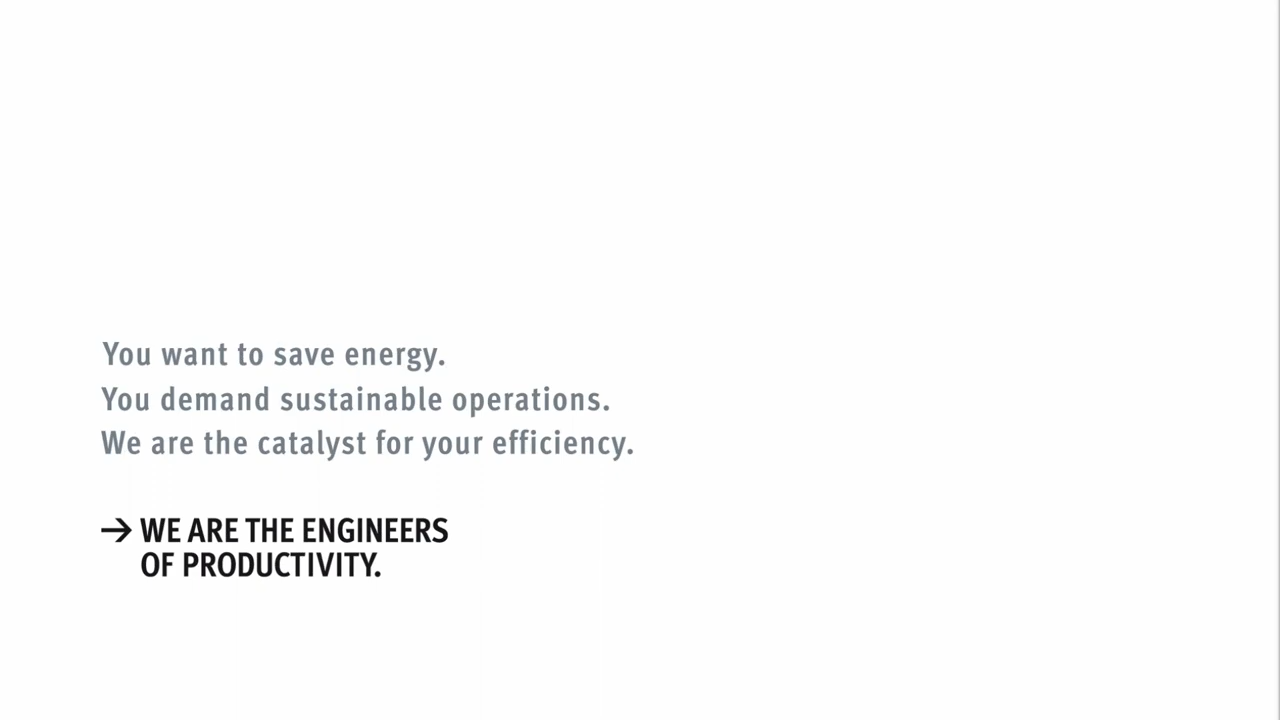 You want to save energy.
You demand sustainable operations.
We are the catalyst for your efficiency.
→ WE ARE THE ENGINEERS
OF PRODUCTIVITY.